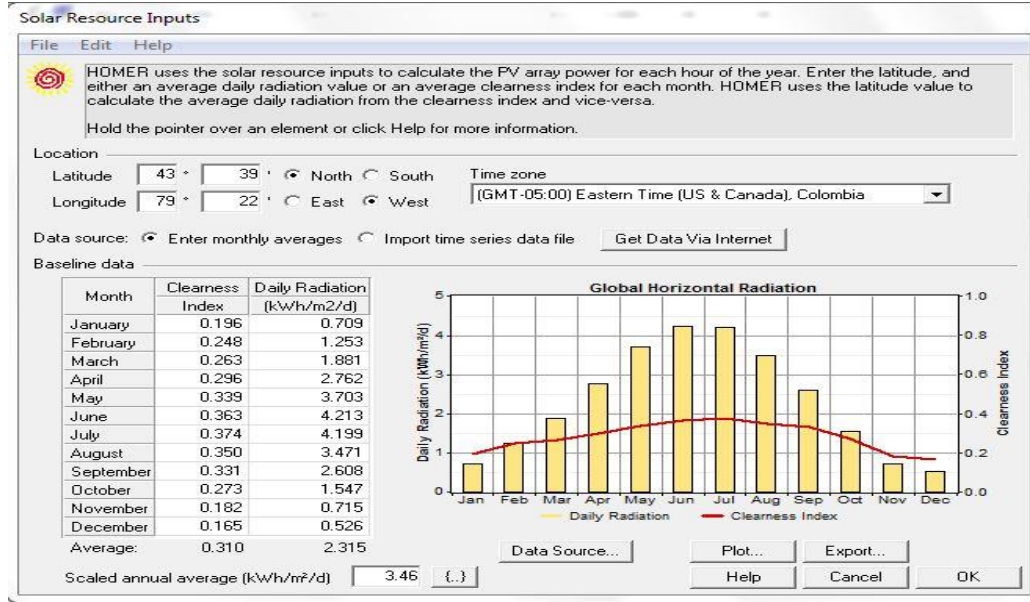 Solar Resource Inputs
File Edit Help
HOMER uses the solar resource inputs to calculate the PV array power for each hour of the year. Enter the latitude, and
either an average daily radiation value or an average clearness index for each month. HOMER uses the latitude value to
calculate the average daily radiation from the clearness index and vice-versa.
Hold the pointer over an element or click Help for more information.
Location
Latitude 43 ° 39 ' North South Time zone
Longitude 79 ° 22 ' East West (GMT-05:00) Eastern Time (US & Canada), Colombia
Data source: Enter monthly averages Import time series data file Get Data Via Internet
Baseline data
Month Clearness Index Daily Radiation (kWh/m2/d)
January 0.196 0.709
February 0.248 1.253
March 0.263 1.881
April 0.296 2.762
May 0.339 3.703
June 0.363 4.213
July 0.374 4.199
August 0.350 3.471
September 0.331 2.608
October 0.273 1.547
November 0.182 0.715
December 0.165 0.526
Average: 0.310 2.315
Scaled annual average (kWh/m²/d) 3.46 {..}
Global Horizontal Radiation
Daily Radiation (kWh/m²/d)
5
4
3
2
1
0
1.0
0.8
0.6
0.4
0.2
0.0
Clearness Index
Jan Feb Mar Apr May Jun Jul Aug Sep Oct Nov Dec
Daily Radiation Clearness Index
Data Source... Plot... Export...
Help Cancel OK